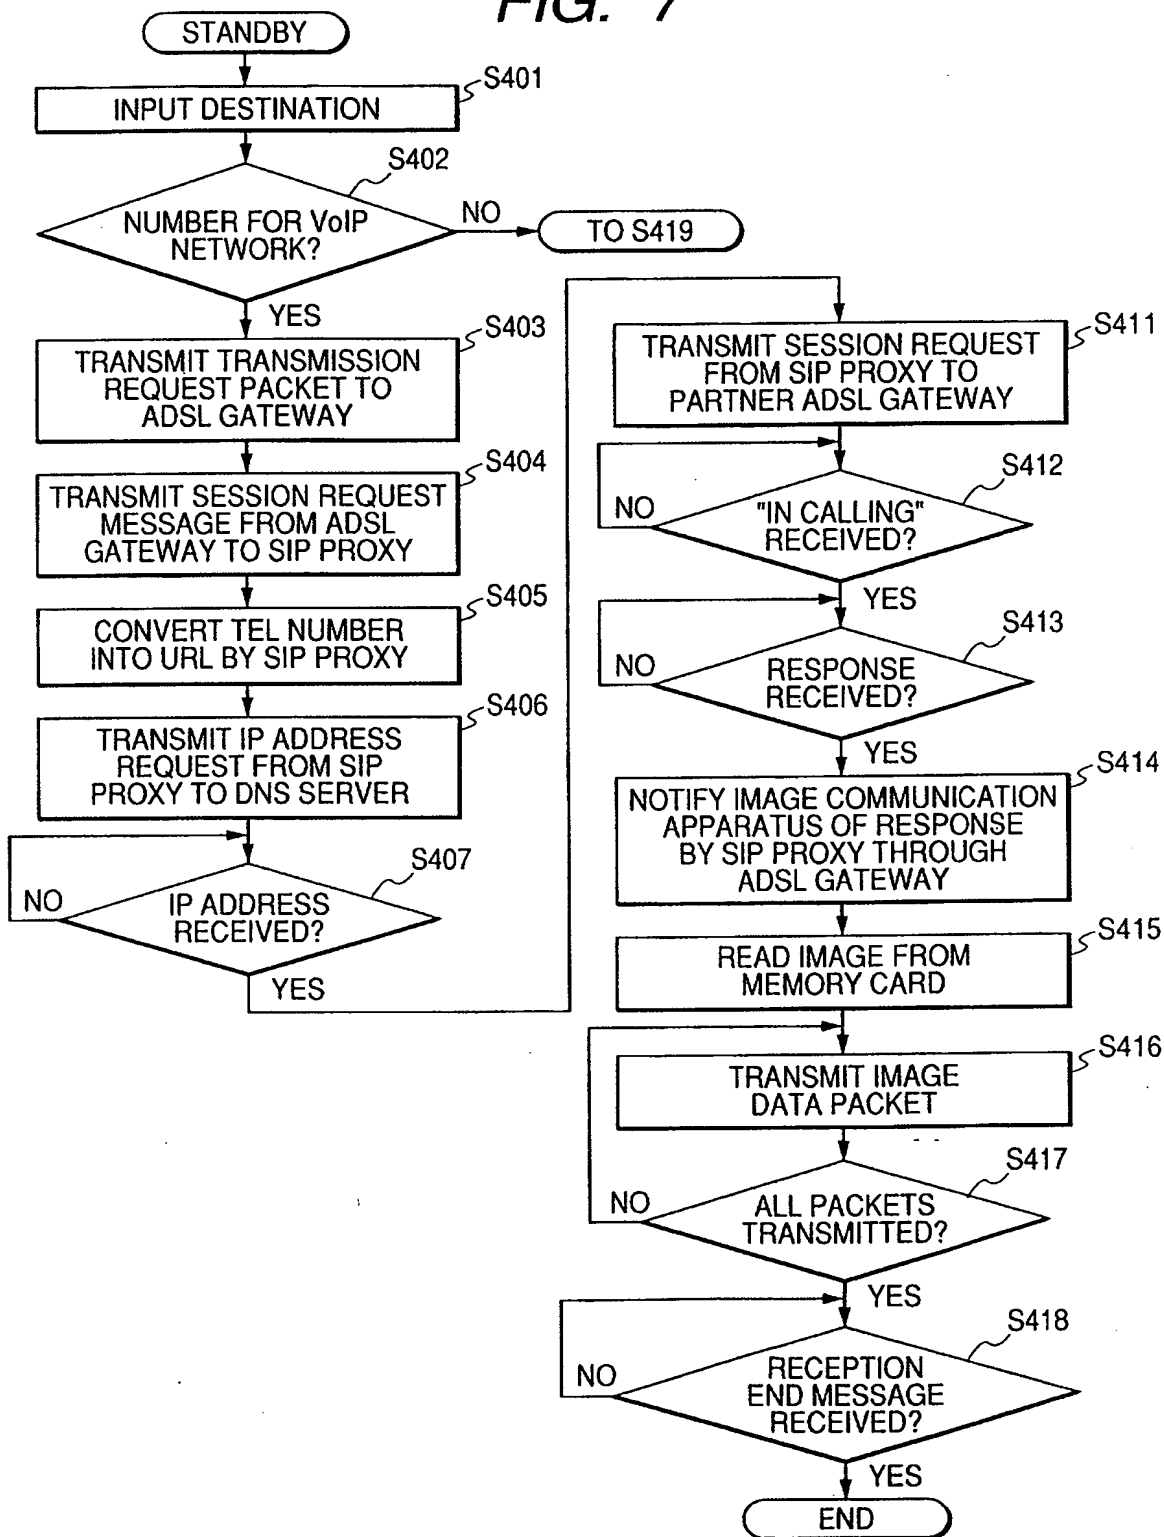 FIG. 7
STANDBY
S401
INPUT DESTINATION
S402
NUMBER FOR VoIP
NETWORK?
NO
TO S419
YES
S403
TRANSMIT TRANSMISSION
REQUEST PACKET TO
ADSL GATEWAY
S404
TRANSMIT SESSION REQUEST
MESSAGE FROM ADSL
GATEWAY TO SIP PROXY
S405
CONVERT TEL NUMBER
INTO URL BY SIP PROXY
S406
TRANSMIT IP ADDRESS
REQUEST FROM SIP
PROXY TO DNS SERVER
S407
NO
IP ADDRESS
RECEIVED?
YES
S411
TRANSMIT SESSION REQUEST
FROM SIP PROXY TO
PARTNER ADSL GATEWAY
S412
NO
"IN CALLING"
RECEIVED?
YES
S413
NO
RESPONSE
RECEIVED?
YES
S414
NOTIFY IMAGE COMMUNICATION
APPARATUS OF RESPONSE
BY SIP PROXY THROUGH
ADSL GATEWAY
S415
READ IMAGE FROM
MEMORY CARD
S416
TRANSMIT IMAGE
DATA PACKET
S417
NO
ALL PACKETS
TRANSMITTED?
YES
S418
NO
RECEPTION
END MESSAGE
RECEIVED?
YES
END